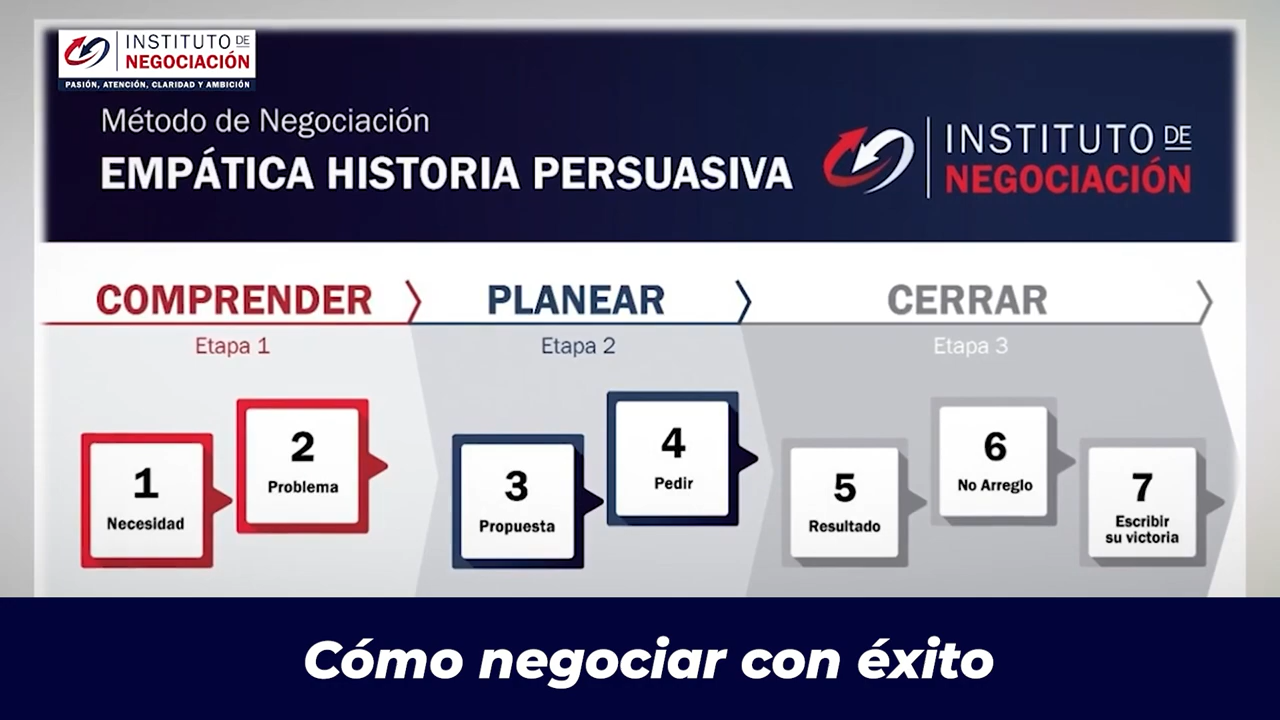 INSTITUTO DE
NEGOCIACIÓN
PASIÓN, ATENCIÓN, CLARIDAD Y AMBICIÓN
Método de Negociación
EMPÁTICA HISTORIA PERSUASIVA
INSTITUTO DE
NEGOCIACIÓN
COMPRENDER
PLANEAR
CERRAR
Etapa 1
Etapa 2
Etapa 3
1
Necesidad
2
Problema
3
Propuesta
4
Pedir
5
Resultado
6
No Arreglo
7
Escribir
su victoria
Cómo negociar con éxito